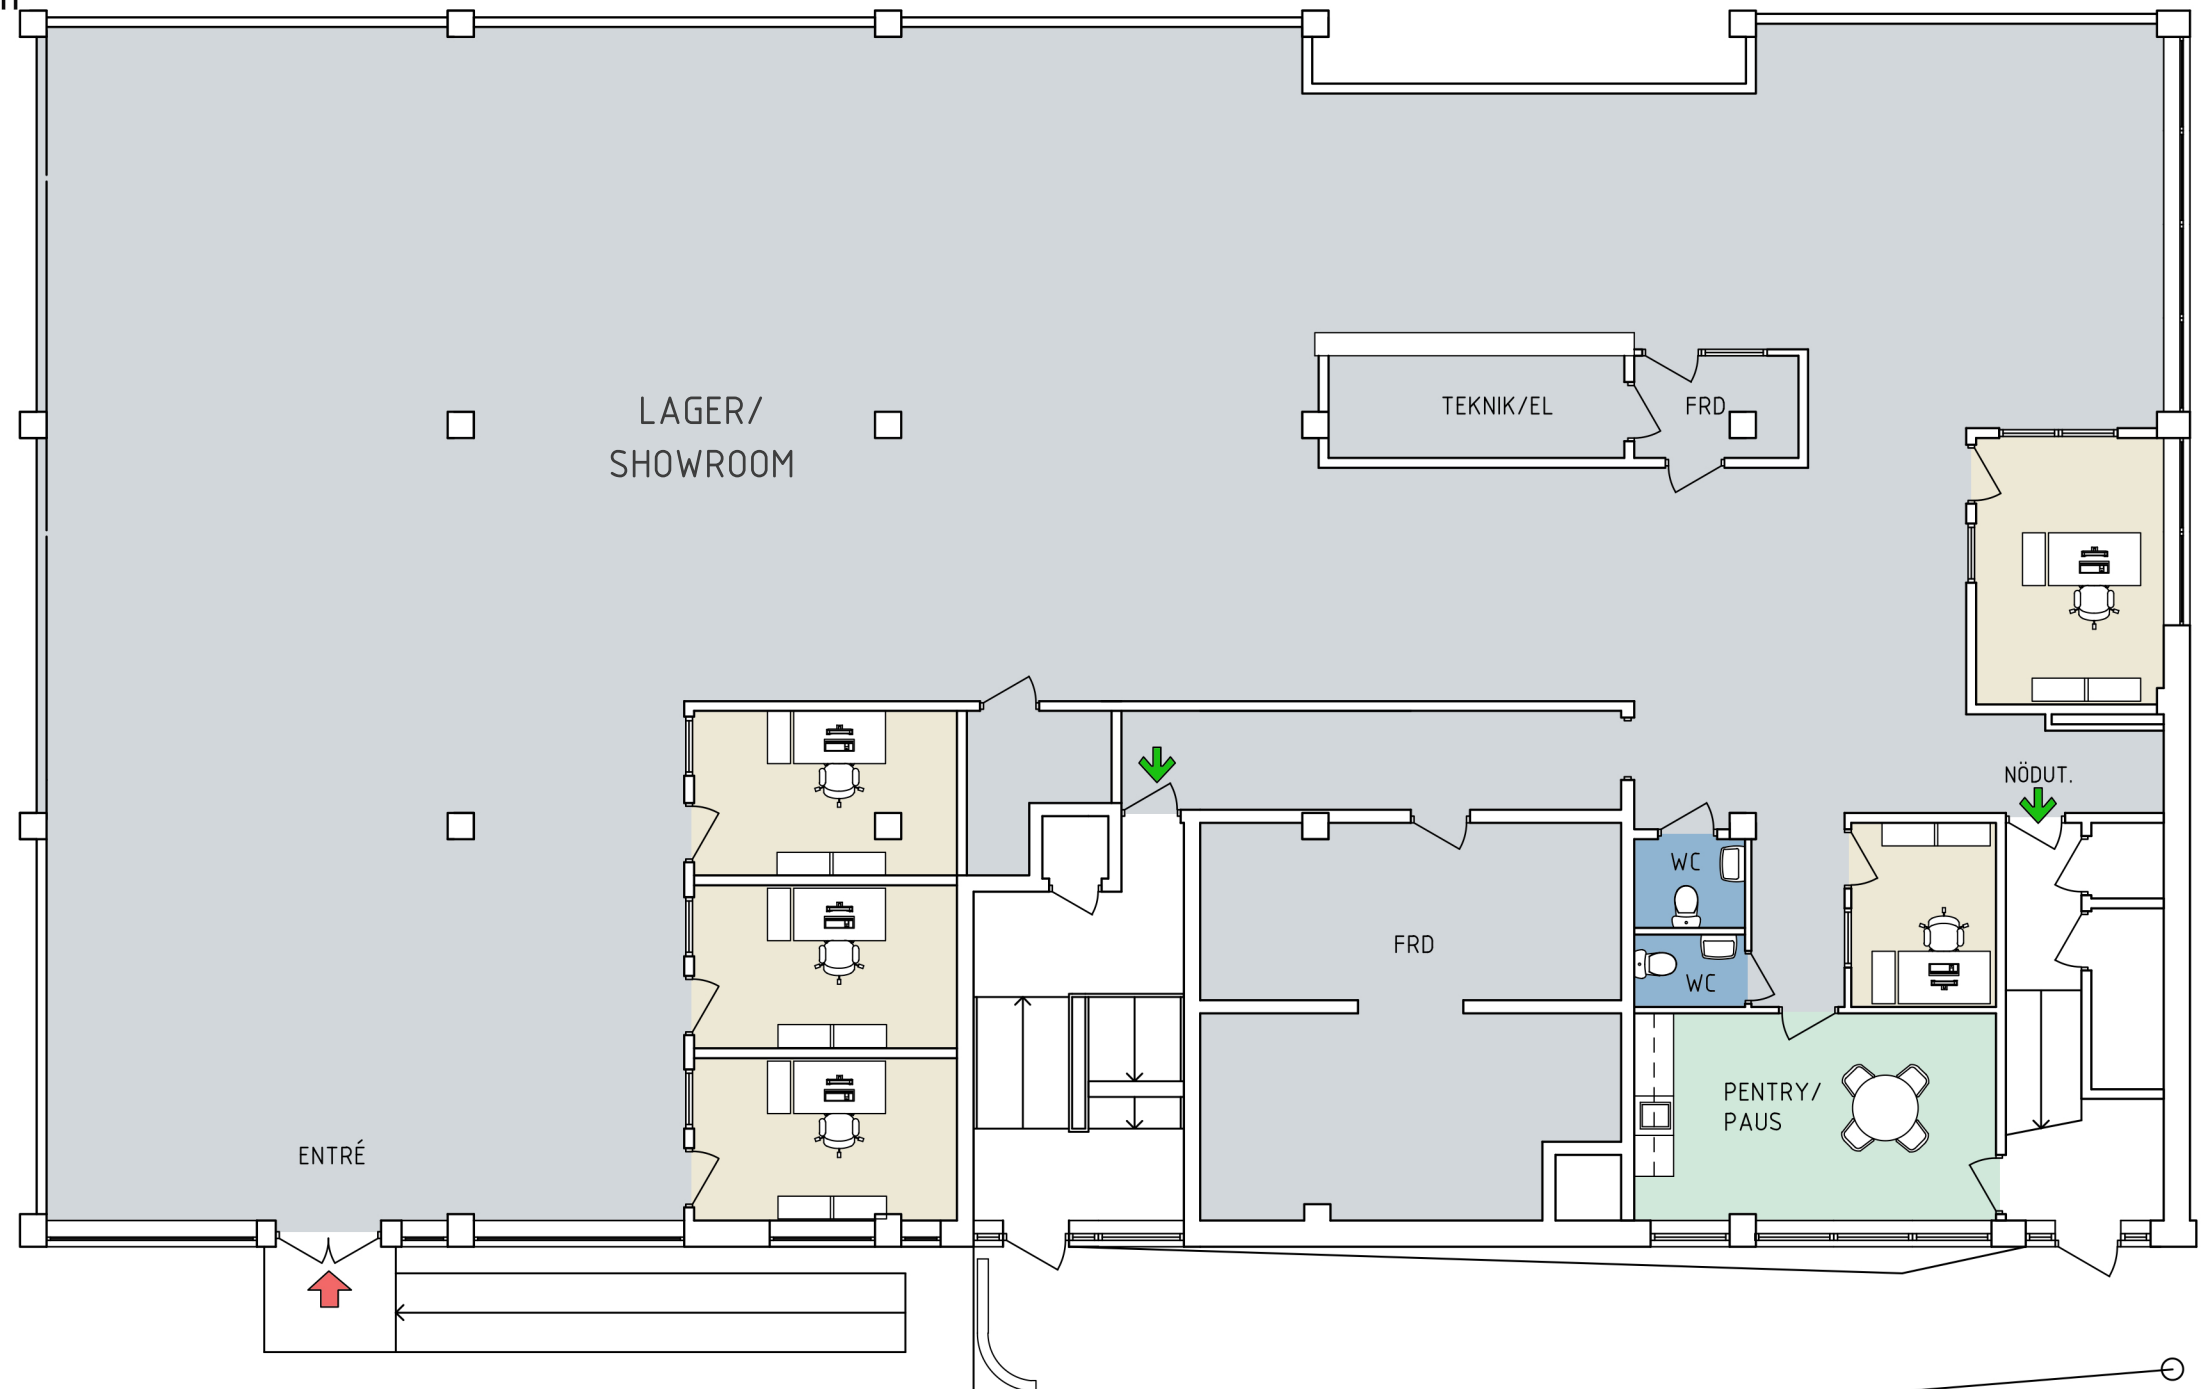 LAGER/
SHOWROOM
TEKNIK/EL
FRD
NÖDUT.
WC
FRD
WC
PENTRY/
PAUS
ENTRÉ